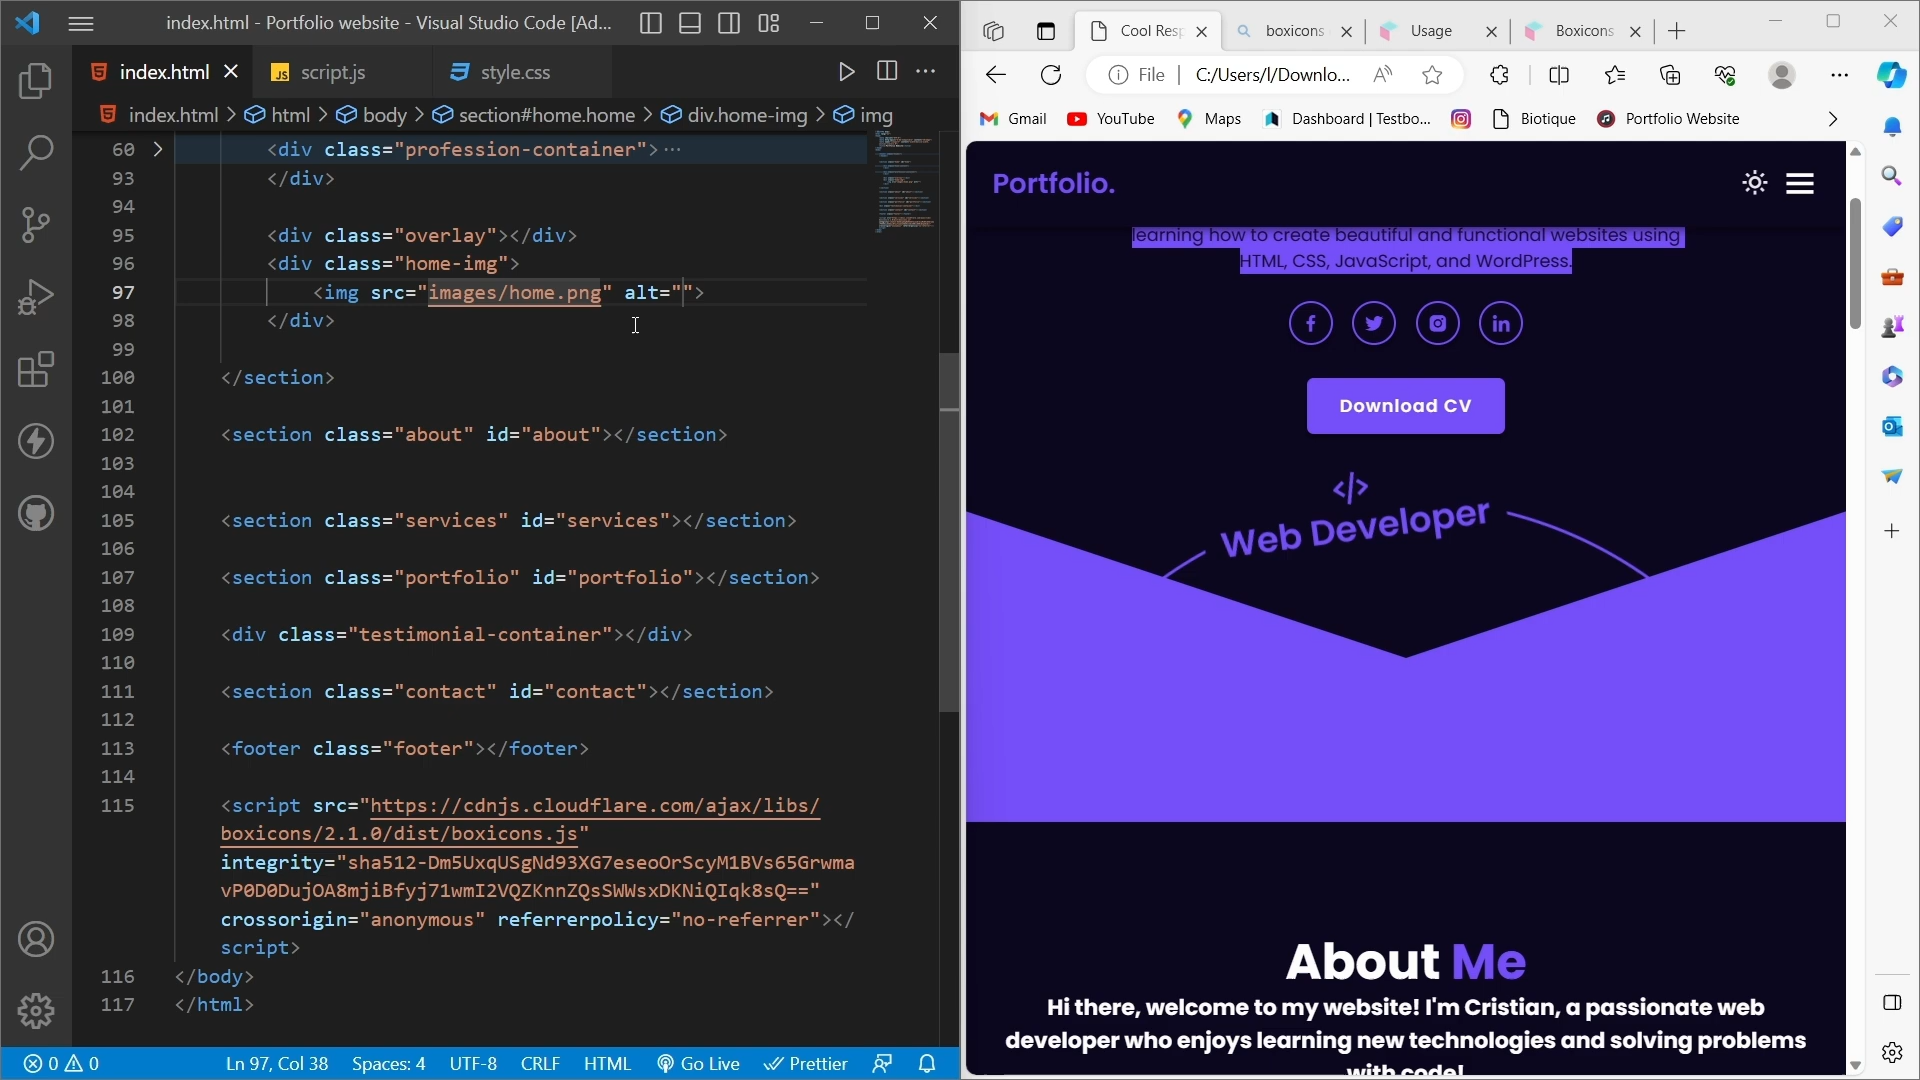 index.html - Portfolio website - Visual Studio Code [Ad...
index.html
script.js
style.css
index.html > html > body > section#home.home > div.home-img > img
60 <div class="profession-container">···
93 </div>
94
95 <div class="overlay"></div>
96 <div class="home-img">
97 <img src="images/home.png" alt="">
98 </div>
99
100 </section>
101
102 <section class="about" id="about"></section>
103
104
105 <section class="services" id="services"></section>
106
107 <section class="portfolio" id="portfolio"></section>
108
109 <div class="testimonial-container"></div>
110
111 <section class="contact" id="contact"></section>
112
113 <footer class="footer"></footer>
114
115 <script src="https://cdnjs.cloudflare.com/ajax/libs/
boxicons/2.1.0/dist/boxicons.js"
integrity="sha512-Dm5UxqUSgNd93XG7eseoOrScyM1BVs65Grwma
vP0D0DujOA8mjiBfyj71wmI2VQZKnnZQsSWWsxDKNiQIqk8sQ=="
crossorigin="anonymous" referrerpolicy="no-referrer"></
script>
116 </body>
117 </html>
0 0 Ln 97, Col 38 Spaces: 4 UTF-8 CRLF HTML Go Live Prettier
Cool Resp
boxicons
Usage
Boxicons
File
C:/Users/l/Downlo...
Gmail
YouTube
Maps
Dashboard | Testbo...
Biotique
Portfolio Website
Portfolio.
learning how to create beautiful and functional websites using
HTML, CSS, JavaScript, and WordPress.
Download CV
</>
Web Developer
About Me
Hi there, welcome to my website! I'm Cristian, a passionate web
developer who enjoys learning new technologies and solving problems
with code!